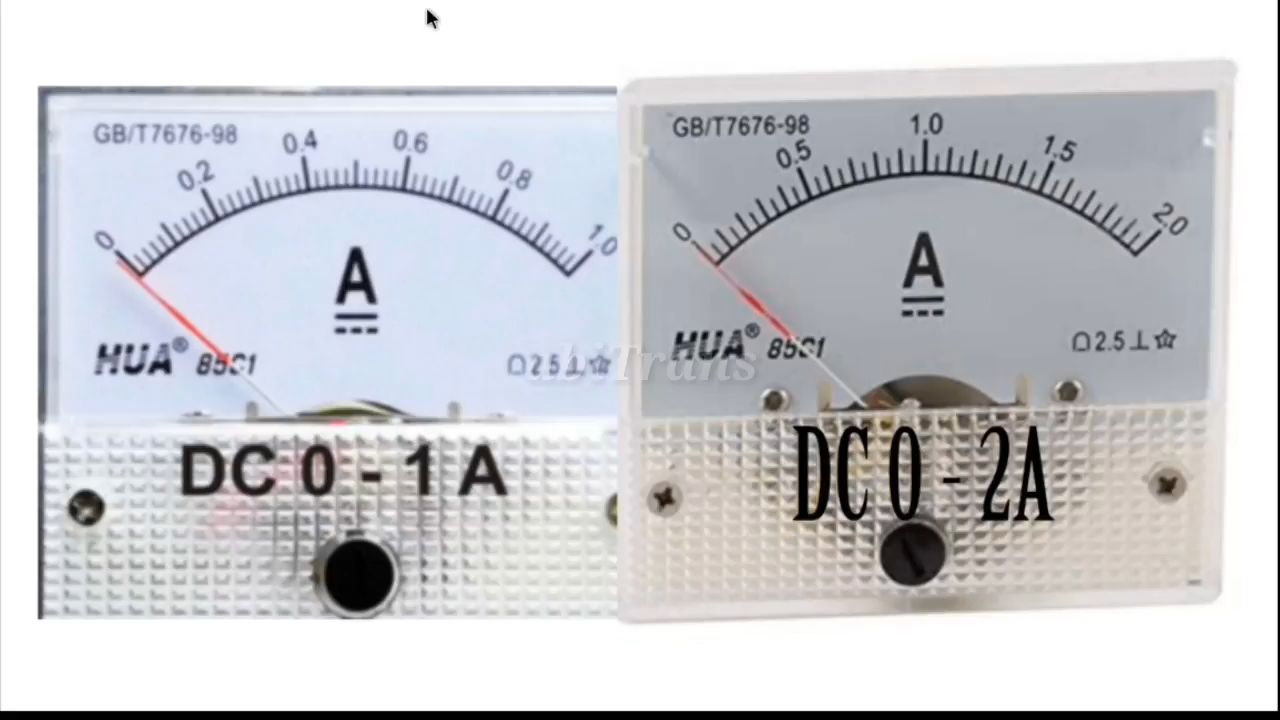 GB/T7676-98
0 0.2 0.4 0.6 0.8 1.0
A
HUA® 85C1
2.5
DC 0 - 1 A
GB/T7676-98
0 0.5 1.0 1.5 2.0
A
HUA® 85C1
2.5
DC 0 - 2A
abiTrans